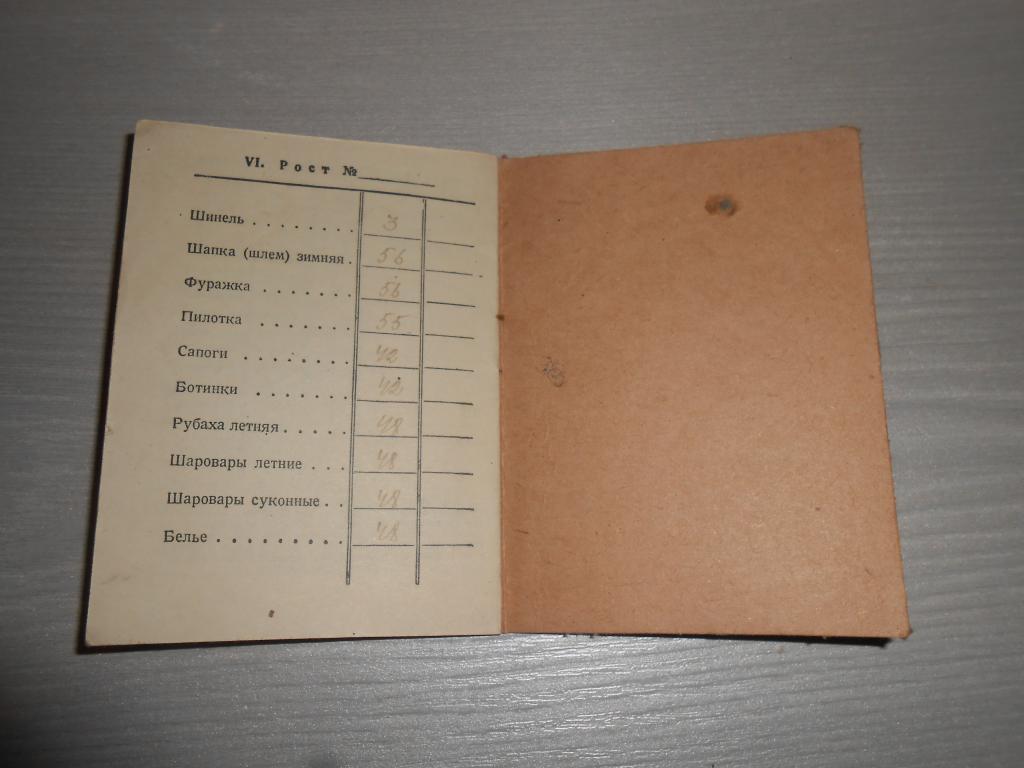 VI. Рост №
Шинель 3
Шапка (шлем) зимняя 56
Фуражка 56
Пилотка 55
Сапоги 42
Ботинки 42
Рубаха летняя 48
Шаровары летние 48
Шаровары суконные 48
Белье 48